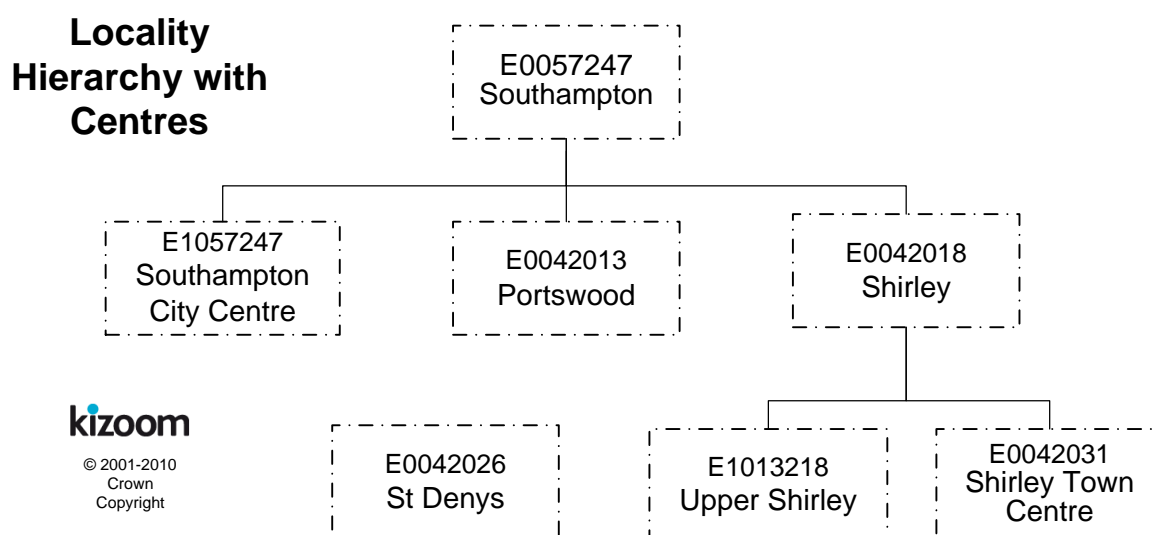 Locality
Hierarchy with
Centres
E0057247
Southampton
E1057247
Southampton
City Centre
E0042013
Portswood
E0042018
Shirley
kizoom
© 2001-2010
Crown
Copyright
E0042026
St Denys
E1013218
Upper Shirley
E0042031
Shirley Town
Centre